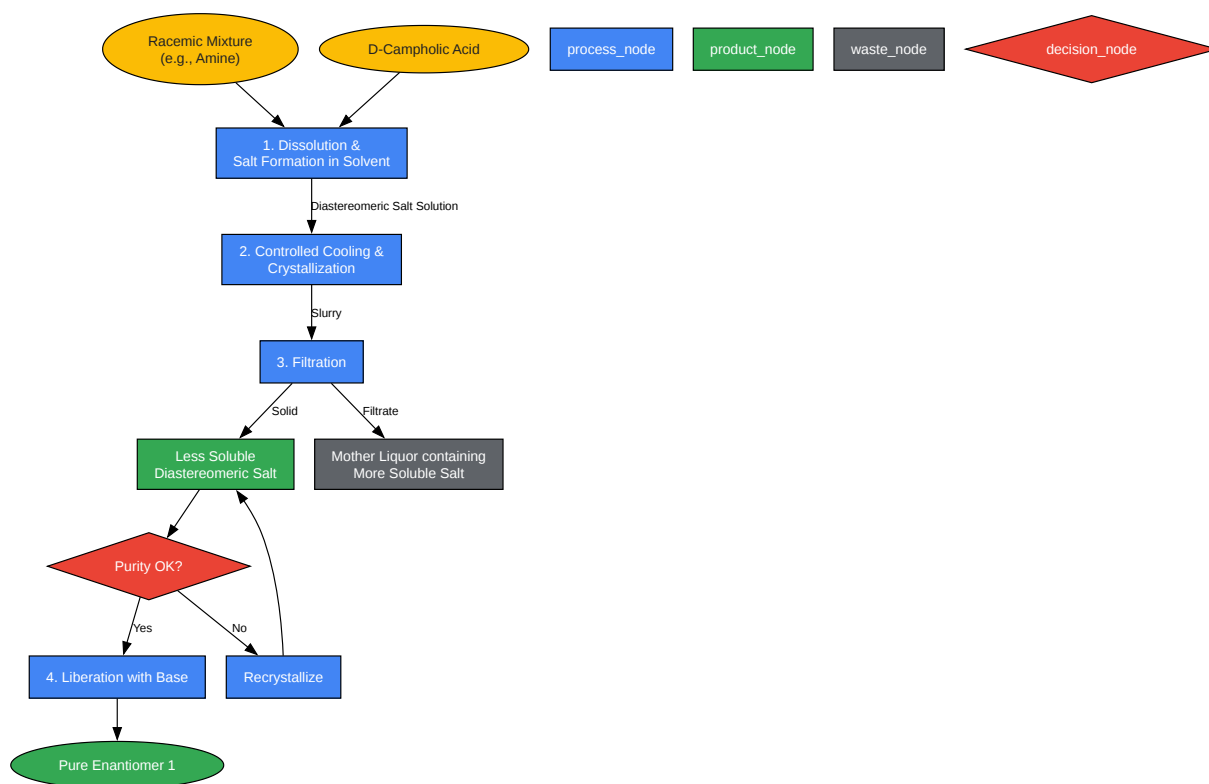 Racemic Mixture
(e.g., Amine)
D-Campholic Acid
process_node
product_node
waste_node
decision_node
1. Dissolution &
Salt Formation in Solvent
Diastereomeric Salt Solution
2. Controlled Cooling &
Crystallization
Slurry
3. Filtration
Solid
Filtrate
Less Soluble
Diastereomeric Salt
Mother Liquor containing
More Soluble Salt
Purity OK?
Yes
No
4. Liberation with Base
Recrystallize
Pure Enantiomer 1